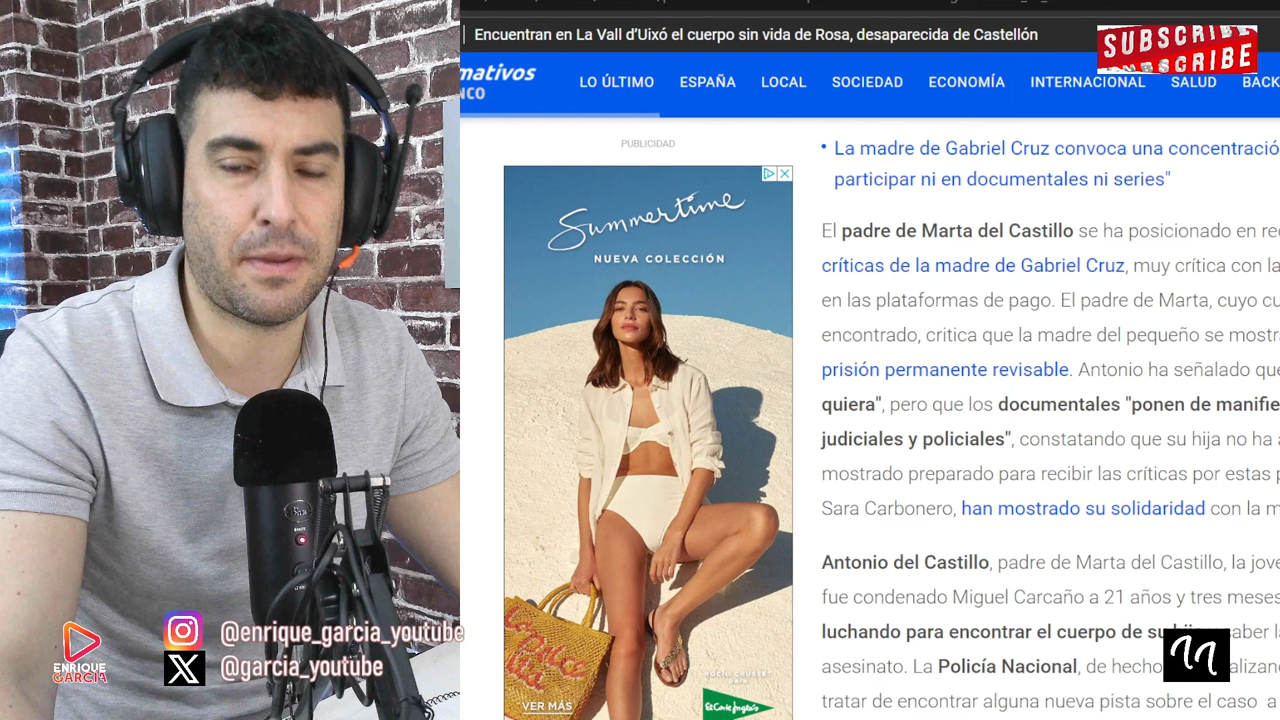 Encuentran en La Vall d'Uixó el cuerpo sin vida de Rosa, desaparecida de Castellón
SUBSCRIBE
SUBSCRIBE
mativos
NCO
LO ÚLTIMO ESPAÑA LOCAL SOCIEDAD ECONOMÍA INTERNACIONAL SALUD BACK
PUBLICIDAD
Summertime
NUEVA COLECCIÓN
VER MÁS
El Corte Inglés
• La madre de Gabriel Cruz convoca una concentració
participar ni en documentales ni series"
El padre de Marta del Castillo se ha posicionado en re
críticas de la madre de Gabriel Cruz, muy crítica con la
en las plataformas de pago. El padre de Marta, cuyo cu
encontrado, critica que la madre del pequeño se mostr
prisión permanente revisable. Antonio ha señalado que
quiera", pero que los documentales "ponen de manifie
judiciales y policiales", constatando que su hija no ha
mostrado preparado para recibir las críticas por estas p
Sara Carbonero, han mostrado su solidaridad con la m
Antonio del Castillo, padre de Marta del Castillo, la jove
fue condenado Miguel Carcaño a 21 años y tres meses
luchando para encontrar el cuerpo de su aber l
asesinato. La Policía Nacional, de hecho alizan
tratar de encontrar alguna nueva pista sobre el caso a
ENRIQUE
GARCIA
@enrique_garcia_youtube
@garcia_youtube